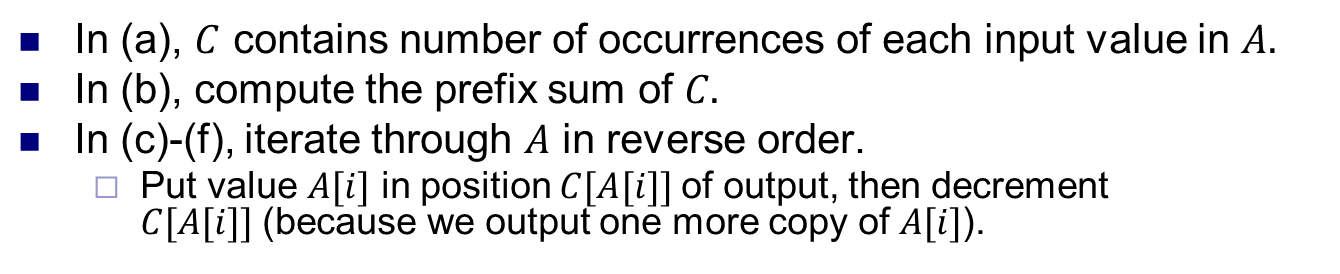 In (a), C contains number of occurrences of each input value in A.
In (b), compute the prefix sum of C.
In (c)-(f), iterate through A in reverse order.
Put value A[i] in position C[A[i]] of output, then decrement
C[A[i]] (because we output one more copy of A[i]).